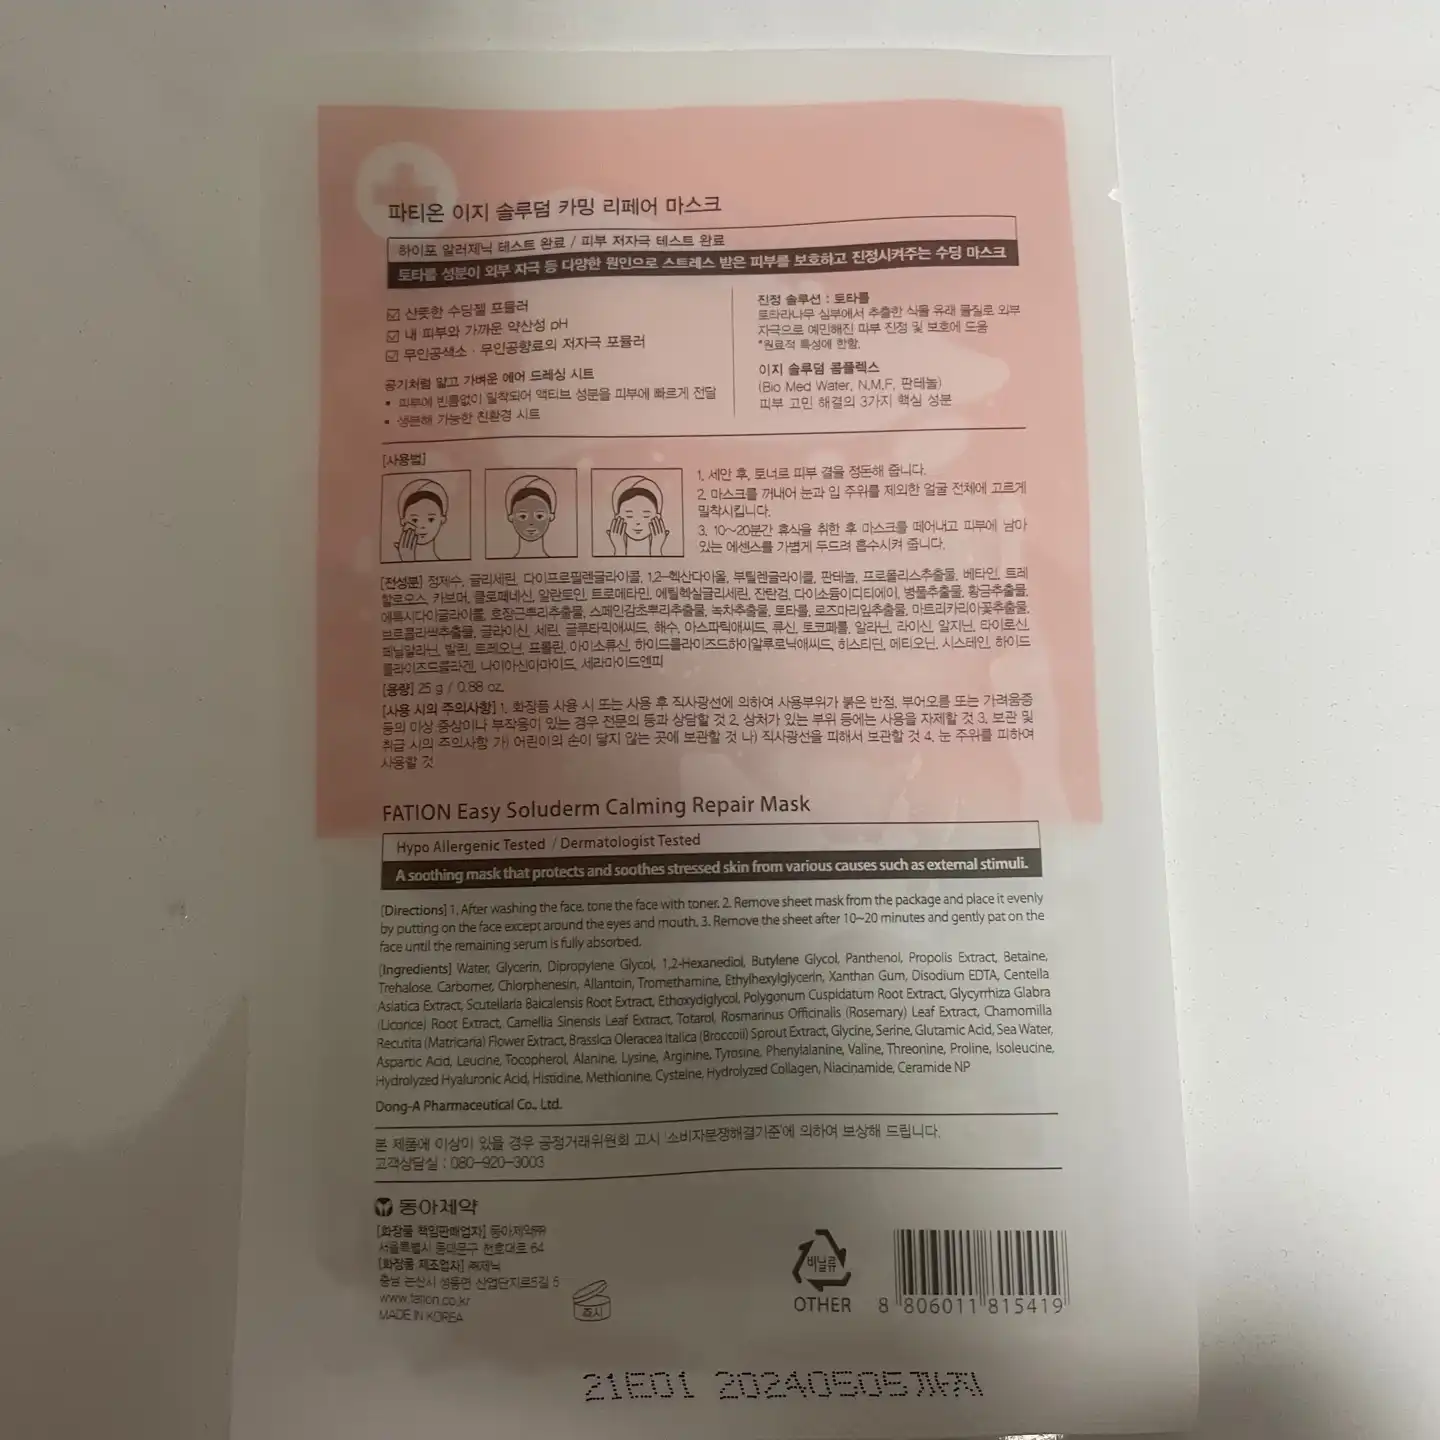 파티온 이지 솔루덤 카밍 리페어 마스크
하이포 알러제닉 테스트 완료 / 피부 저자극 테스트 완료
토타롤 성분이 외부 자극 등 다양한 원인으로 스트레스 받은 피부를 보호하고 진정시켜주는 수딩 마스크
산뜻한 수딩젤 포뮬러
내 피부와 가까운 약산성 pH
무인공색소 · 무인공향료의 저자극 포뮬러
공기처럼 얇고 가벼운 에어 드레싱 시트
• 피부에 빈틈없이 밀착되어 액티브 성분을 피부에 빠르게 전달
• 생분해 가능한 친환경 시트
진정 솔루션 : 토타롤
토타라나무 심부에서 추출한 식물 유래 물질로 외부
자극으로 예민해진 피부 진정 및 보호에 도움
*원료적 특성에 한함.
이지 솔루덤 콤플렉스
(Bio Med Water, N.M.F, 판테놀)
피부 고민 해결의 3가지 핵심 성분
[사용법]
1. 세안 후, 토너로 피부 결을 정돈해 줍니다.
2. 마스크를 꺼내어 눈과 입 주위를 제외한 얼굴 전체에 고르게
밀착시킵니다.
3. 10~20분간 휴식을 취한 후 마스크를 떼어내고 피부에 남아
있는 에센스를 가볍게 두드려 흡수시켜 줍니다.
[전성분] 정제수, 글리세린, 다이프로필렌글라이콜, 1,2-헥산다이올, 부틸렌글라이콜, 판테놀, 프로폴리스추출물, 베타인, 트레
할로오스, 카보머, 클로페네신, 알란토인, 트로메타민, 에틸헥실글리세린, 잔탄검, 다이소듐이디티에이, 병풀추출물, 황금추출물,
에톡시다이글라이콜, 호장근뿌리추출물, 스페인감초뿌리추출물, 녹차추출물, 토타롤, 로즈마리잎추출물, 마트리카리아꽃추출물,
브로콜리싹추출물, 글라이신, 세린, 글루타믹애씨드, 해수, 아스파틱애씨드, 류신, 토코페롤, 알라닌, 라이신, 알지닌, 타이로신,
페닐알라닌, 발린, 트레오닌, 프롤린, 아이소류신, 하이드롤라이즈드하이알루로닉애씨드, 히스티딘, 메티오닌, 시스테인, 하이드
롤라이즈드콜라겐, 나이아신아마이드, 세라마이드엔피
[용량] 25 g / 0.88 oz.
[사용 시의 주의사항] 1. 화장품 사용 시 또는 사용 후 직사광선에 의하여 사용부위가 붉은 반점, 부어오름 또는 가려움증
등의 이상 증상이나 부작용이 있는 경우 전문의 등과 상담할 것 2. 상처가 있는 부위 등에는 사용을 자제할 것 3. 보관 및
취급 시의 주의사항 가) 어린이의 손이 닿지 않는 곳에 보관할 것 나) 직사광선을 피해서 보관할 것 4. 눈 주위를 피하여
사용할 것
FATION Easy Soluderm Calming Repair Mask
Hypo Allergenic Tested / Dermatologist Tested
A soothing mask that protects and soothes stressed skin from various causes such as external stimuli.
[Directions] 1. After washing the face, tone the face with toner. 2. Remove sheet mask from the package and place it evenly
by putting on the face except around the eyes and mouth. 3. Remove the sheet after 10~20 minutes and gently pat on the
face until the remaining serum is fully absorbed.
[Ingredients] Water, Glycerin, Dipropylene Glycol, 1,2-Hexanediol, Butylene Glycol, Panthenol, Propolis Extract, Betaine,
Trehalose, Carbomer, Chlorphenesin, Allantoin, Tromethamine, Ethylhexylglycerin, Xanthan Gum, Disodium EDTA, Centella
Asiatica Extract, Scutellaria Baicalensis Root Extract, Ethoxydiglycol, Polygonum Cuspidatum Root Extract, Glycyrrhiza Glabra
(Licorice) Root Extract, Camellia Sinensis Leaf Extract, Totarol, Rosmarinus Officinalis (Rosemary) Leaf Extract, Chamomilla
Recutita (Matricaria) Flower Extract, Brassica Oleracea Italica (Broccoli) Sprout Extract, Glycine, Serine, Glutamic Acid, Sea Water,
Aspartic Acid, Leucine, Tocopherol, Alanine, Lysine, Arginine, Tyrosine, Phenylalanine, Valine, Threonine, Proline, Isoleucine,
Hydrolyzed Hyaluronic Acid, Histidine, Methionine, Cysteine, Hydrolyzed Collagen, Niacinamide, Ceramide NP
Dong-A Pharmaceutical Co., Ltd.
본 제품에 이상이 있을 경우 공정거래위원회 고시 '소비자분쟁해결기준'에 의하여 보상해 드립니다.
고객상담실 : 080-920-3003
동아제약
[화장품 책임판매업자] 동아제약㈜
서울특별시 동대문구 천호대로 64
[화장품 제조업자] ㈜제닉
충남 논산시 성동면 산업단지로5길 5
www.fation.co.kr
MADE IN KOREA
즉시
비닐류
OTHER
8 806011 815419
21E01 20240505까지